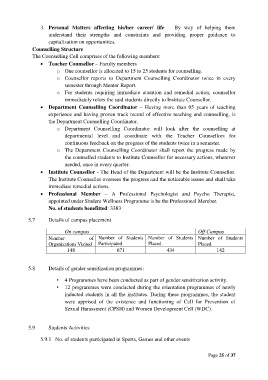 3. Personal Matters affecting his/her career/ life – By way of helping them
understand their strengths and constraints and providing proper guidance to
capitalization on opportunities.
Counselling Structure
The Counselling Cell comprises of the following members:
• Teacher Counsellor – Faculty members
o One counsellor is allocated to 15 to 25 students for counselling.
o Counsellor reports to Department Counselling Coordinator twice in every
semester through Mentor Report.
o For students requiring immediate attention and remedial action, counsellor
immediately refers the said students directly to Institute Counsellor.
• Department Counselling Coordinator – Having more than 05 years of teaching
experience and having proven track record of effective teaching and counselling, is
the Department Counselling Coordinator.
o Department Counselling Coordinator will look after the counselling at
departmental level and coordinate with the Teacher Counsellors for
continuous feedback on the progress of the students twice in a semester.
o The Department Counselling Coordinator shall report the progress made by
the counselled students to Institute Counsellor for necessary actions, wherever
needed, once in every quarter.
• Institute Counsellor - The Head of the Department will be the Institute Counsellor.
The Institute Counsellor oversees the progress and the noticeable issues and shall take
immediate remedial actions.
• Professional Member – A Professional Psychologist and Psycho Therapist,
appointed under Student Wellness Programme is be the Professional Member.
No. of students benefitted: 3383
5.7 Details of campus placement
On campus Off Campus
Number of Organizations Visited Number of Students Participated Number of Students Placed Number of Students Placed
148 671 434 142
5.8 Details of gender sensitization programmes:
• 4 Programmes have been conducted as part of gender sensitization activity.
• 12 programmes were conducted during the orientation programmes of newly
inducted students in all the institutes. During these programmes, the student
were apprised of the existence and functioning of Cell for Prevention of
Sexual Harassment (CPSH) and Women Development Cell (WDC).
5.9 Students Activities
5.9.1 No. of students participated in Sports, Games and other events
Page 25 of 37